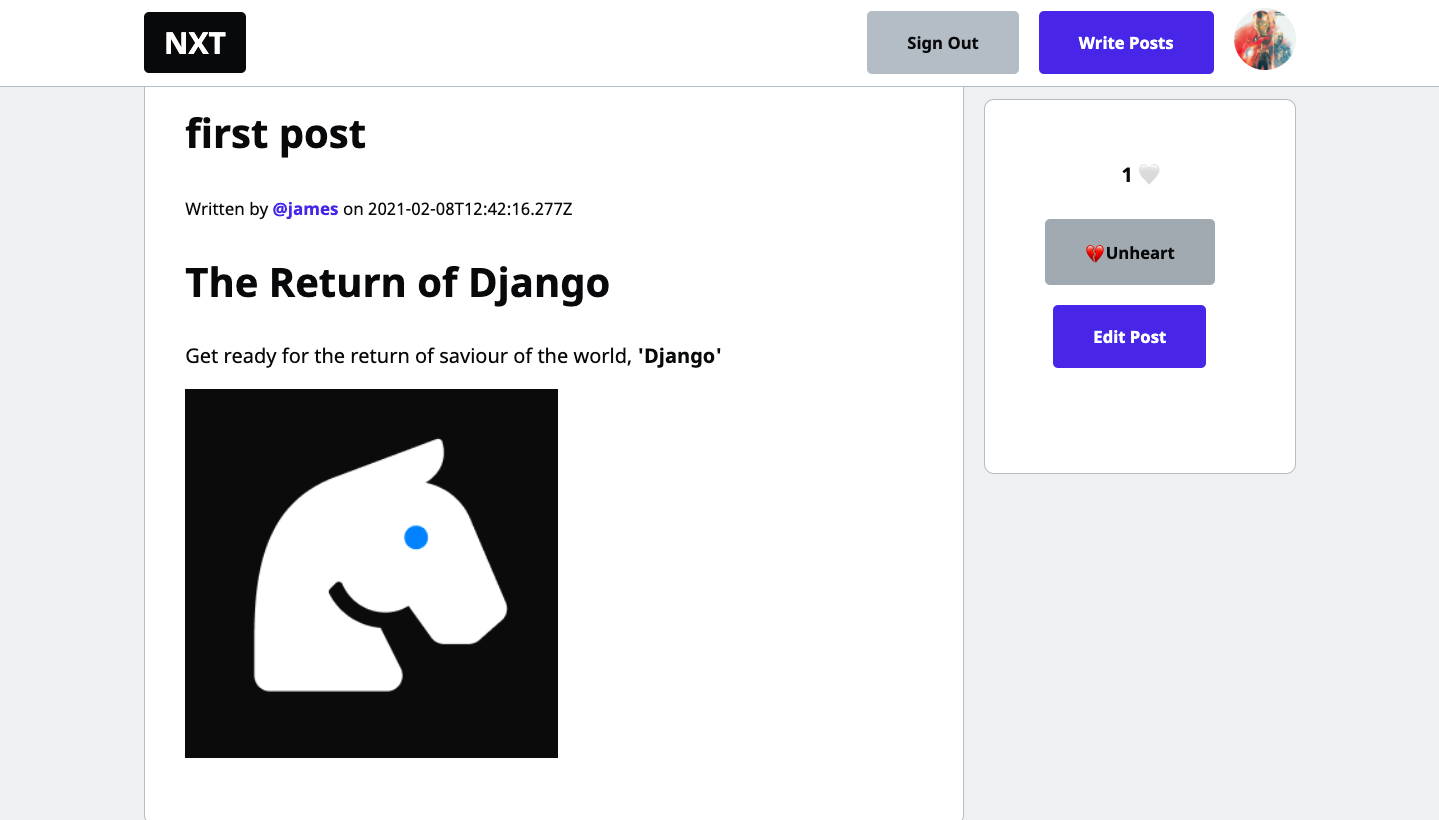 NXT
Sign Out
Write Posts
first post
Written by @james on 2021-02-08T12:42:16.277Z
The Return of Django
Get ready for the return of saviour of the world, 'Django'
1 🤍
💔Unheart
Edit Post